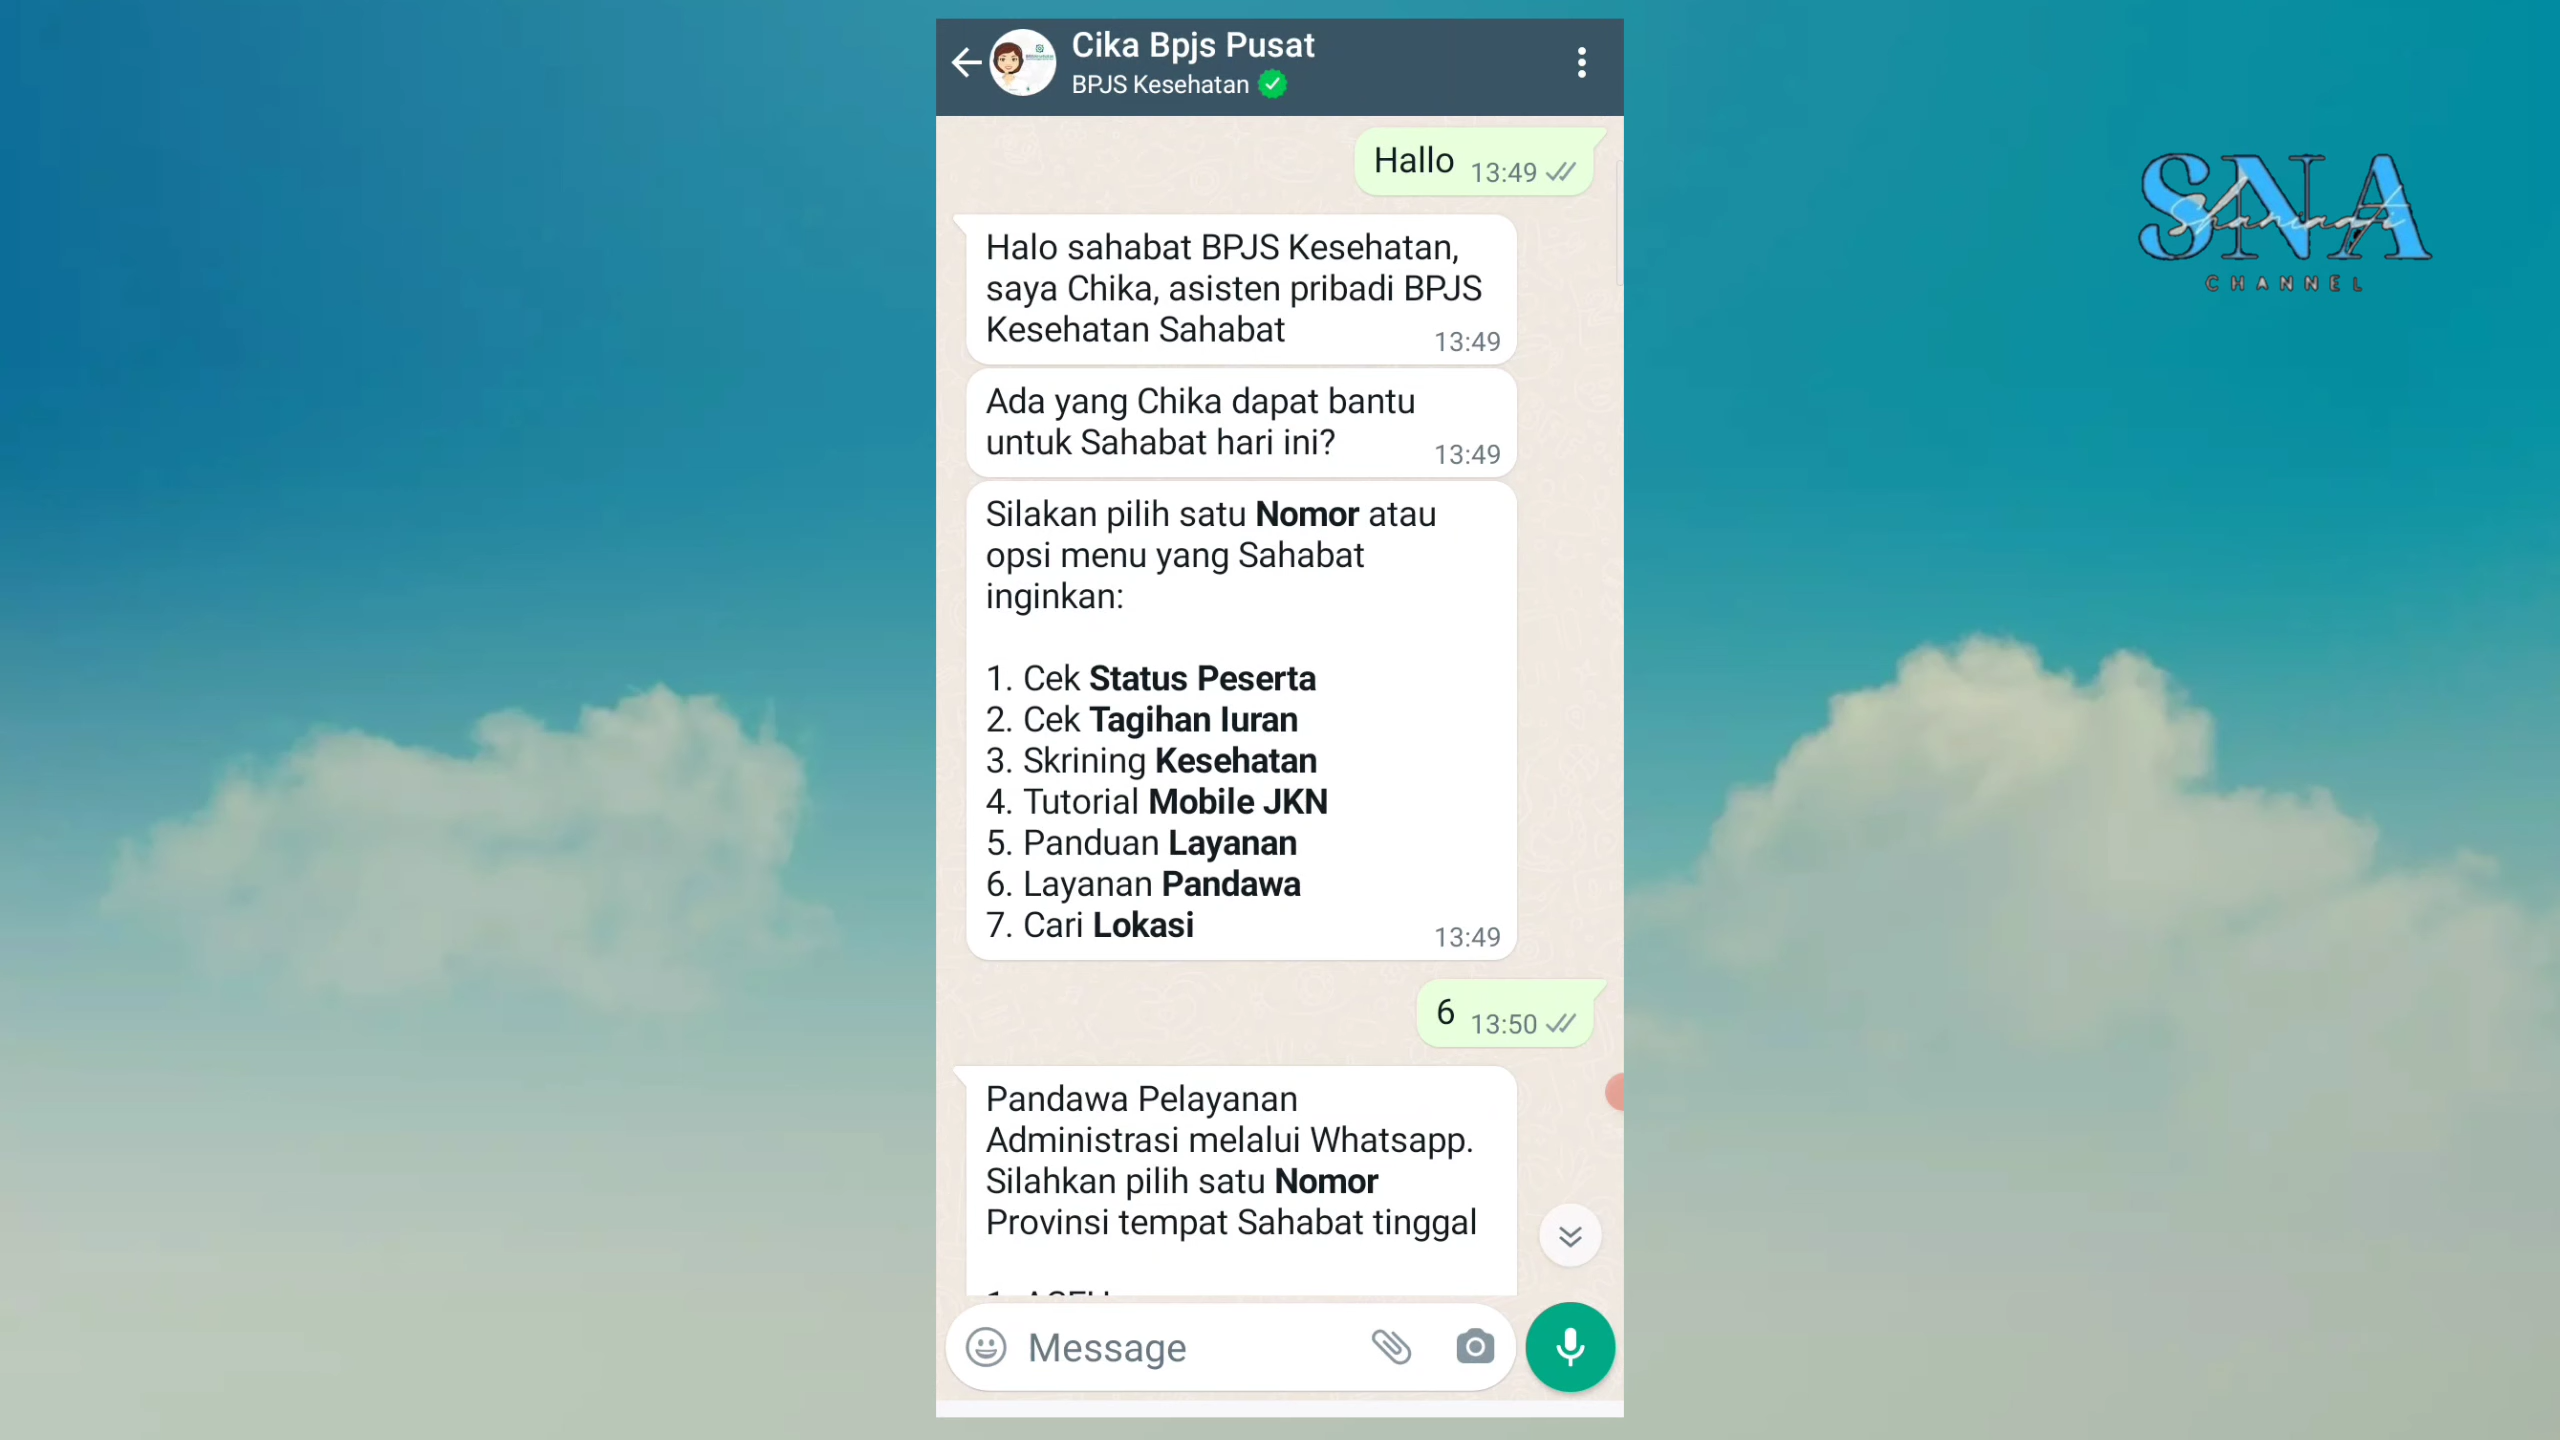 Cika Bpjs Pusat
BPJS Kesehatan
Hallo 13:49
Halo sahabat BPJS Kesehatan,
saya Chika, asisten pribadi BPJS
Kesehatan Sahabat 13:49
Ada yang Chika dapat bantu
untuk Sahabat hari ini? 13:49
Silakan pilih satu Nomor atau
opsi menu yang Sahabat
inginkan:
1. Cek Status Peserta
2. Cek Tagihan Iuran
3. Skrining Kesehatan
4. Tutorial Mobile JKN
5. Panduan Layanan
6. Layanan Pandawa
7. Cari Lokasi 13:49
6 13:50
Pandawa Pelayanan
Administrasi melalui Whatsapp.
Silahkan pilih satu Nomor
Provinsi tempat Sahabat tinggal
Message
SNA
CHANNEL